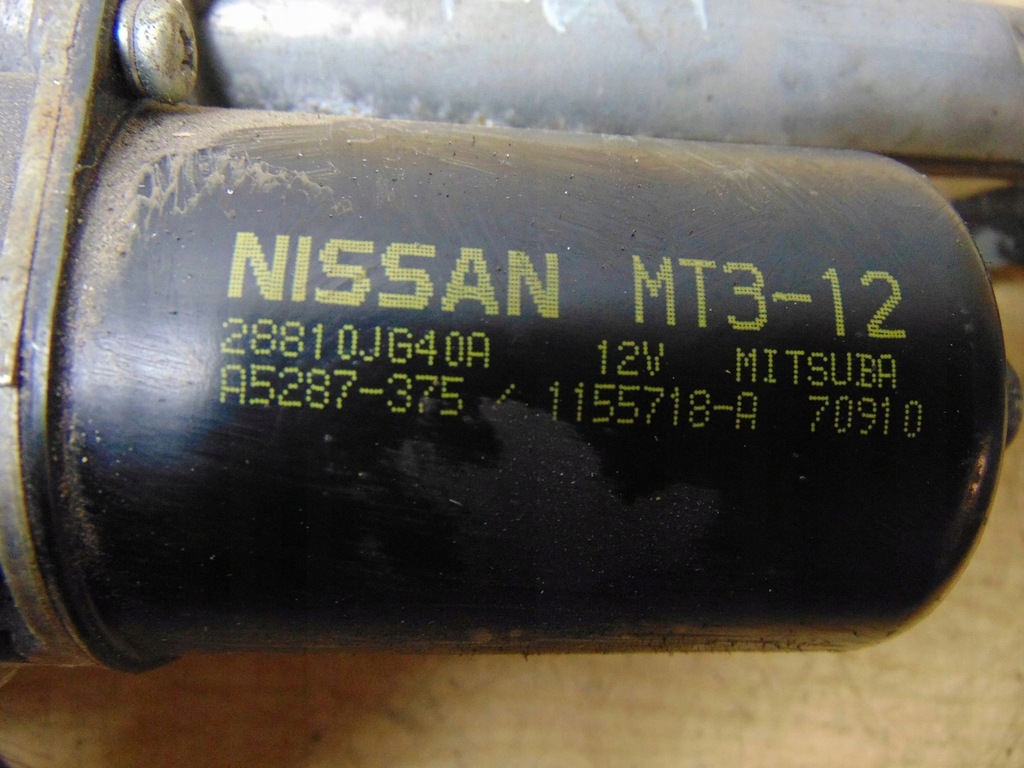 NISSAN MT3-12
28810JG40A 12V MITSUBA
A5287-375 / 1155718-A 70910